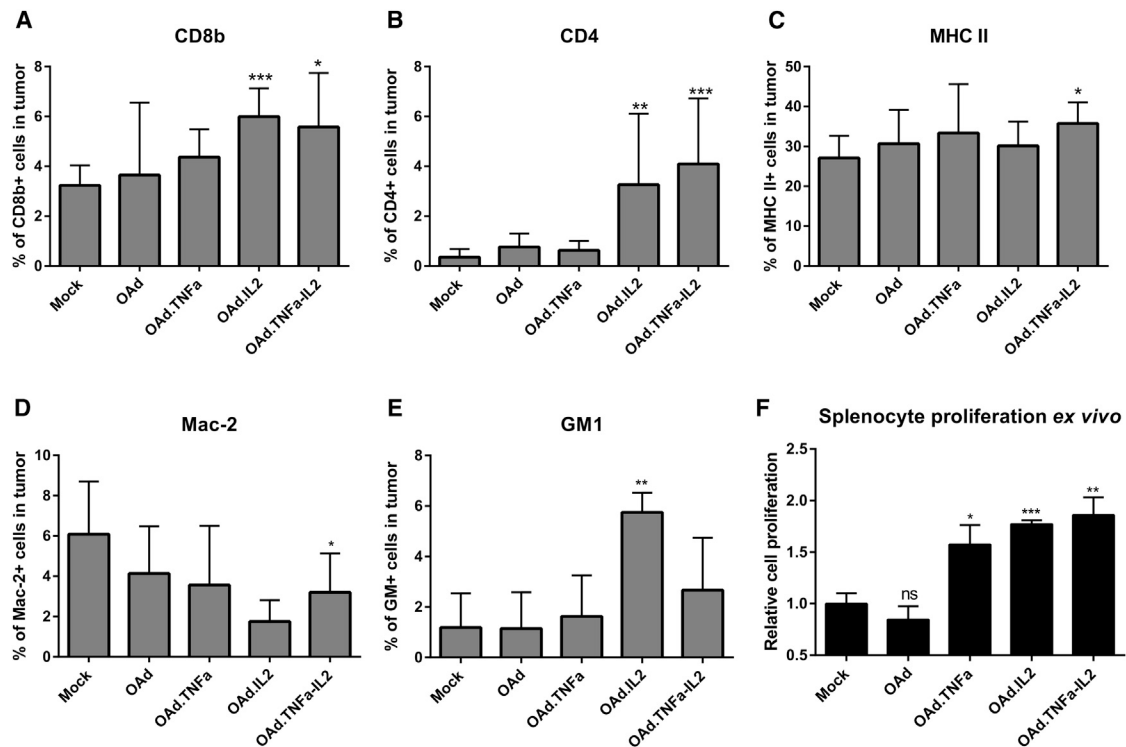 A
CD8b
% of CD8b+ cells in tumor
8
6
4
2
0
***
*
Mock
OAd
OAd.TNFa
OAd.IL2
OAd.TNFa-IL2
B
CD4
% of CD4+ cells in tumor
8
6
4
2
0
**
***
Mock
OAd
OAd.TNFa
OAd.IL2
OAd.TNFa-IL2
C
MHC II
% of MHC II+ cells in tumor
50
40
30
20
10
0
*
Mock
OAd
OAd.TNFa
OAd.IL2
OAd.TNFa-IL2
D
Mac-2
% of Mac-2+ cells in tumor
10
8
6
4
2
0
*
Mock
OAd
OAd.TNFa
OAd.IL2
OAd.TNFa-IL2
E
GM1
% of GM+ cells in tumor
8
6
4
2
0
**
Mock
OAd
OAd.TNFa
OAd.IL2
OAd.TNFa-IL2
F
Splenocyte proliferation ex vivo
Relative cell proliferation
2.5
2.0
1.5
1.0
0.5
ns
*
***
**
Mock
OAd
OAd.TNFa
OAd.IL2
OAd.TNFa-IL2